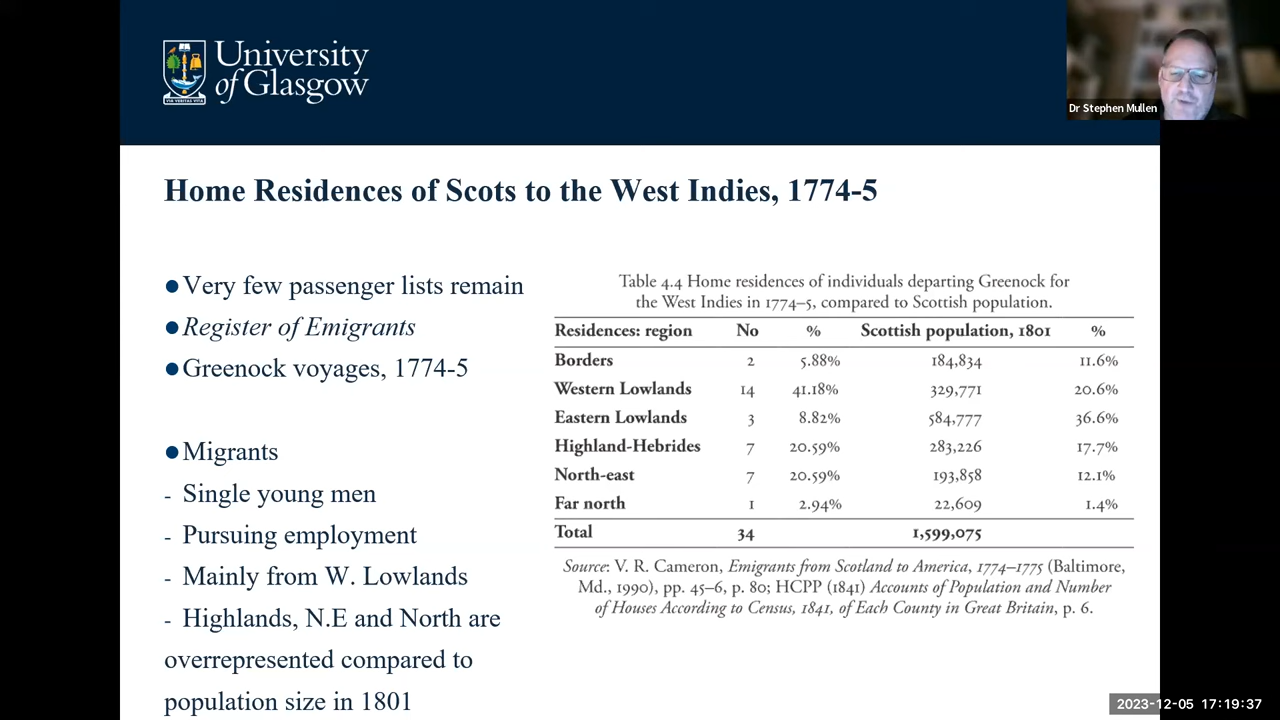 University
of Glasgow
VIA VERITAS VITA
Dr Stephen Mullen
Home Residences of Scots to the West Indies, 1774-5
●Very few passenger lists remain
●Register of Emigrants
●Greenock voyages, 1774-5
●Migrants
- Single young men
- Pursuing employment
- Mainly from W. Lowlands
- Highlands, N.E and North are
overrepresented compared to
population size in 1801
Table 4.4 Home residences of individuals departing Greenock for
the West Indies in 1774–5, compared to Scottish population.
Residences: region No % Scottish population, 1801 %
Borders 2 5.88% 184,834 11.6%
Western Lowlands 14 41.18% 329,771 20.6%
Eastern Lowlands 3 8.82% 584,777 36.6%
Highland-Hebrides 7 20.59% 283,226 17.7%
North-east 7 20.59% 193,858 12.1%
Far north 1 2.94% 22,609 1.4%
Total 34 1,599,075
Source: V. R. Cameron, Emigrants from Scotland to America, 1774–1775 (Baltimore,
Md., 1990), pp. 45–6, p. 80; HCPP (1841) Accounts of Population and Number
of Houses According to Census, 1841, of Each County in Great Britain, p. 6.
2023-12-05 17:19:37